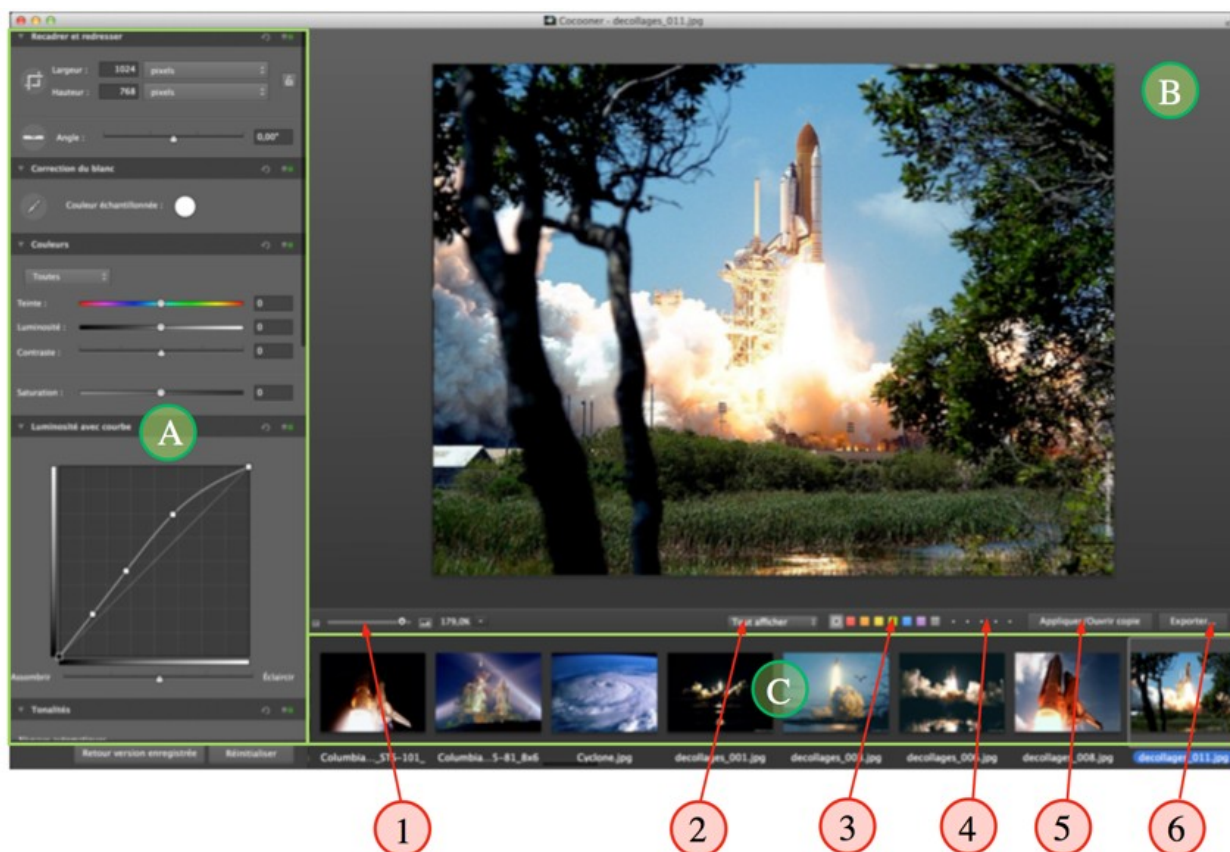 Cocooner - decollages_011.jpg
Recadrer et redresser
Largeur : 1024 pixels
Hauteur : 768 pixels
Angle : 0,00°
Correction du blanc
Couleur échantillonnée :
Couleurs
Toutes
Teinte : 0
Luminosité : 0
Contraste : 0
Saturation : 0
Luminosité avec courbe
A
B
Assombrir Éclaircir
Tonalités
Retour version enregistrée Réinitialiser
179,0% Tout afficher Appliquer/Ouvrir copie Exporter...
C
Columbia..._STS-101_ Columbia...5-81_8x6 Cyclone.jpg decollages_001.jpg decollages_008.jpg decollages_011.jpg
1 2 3 4 5 6